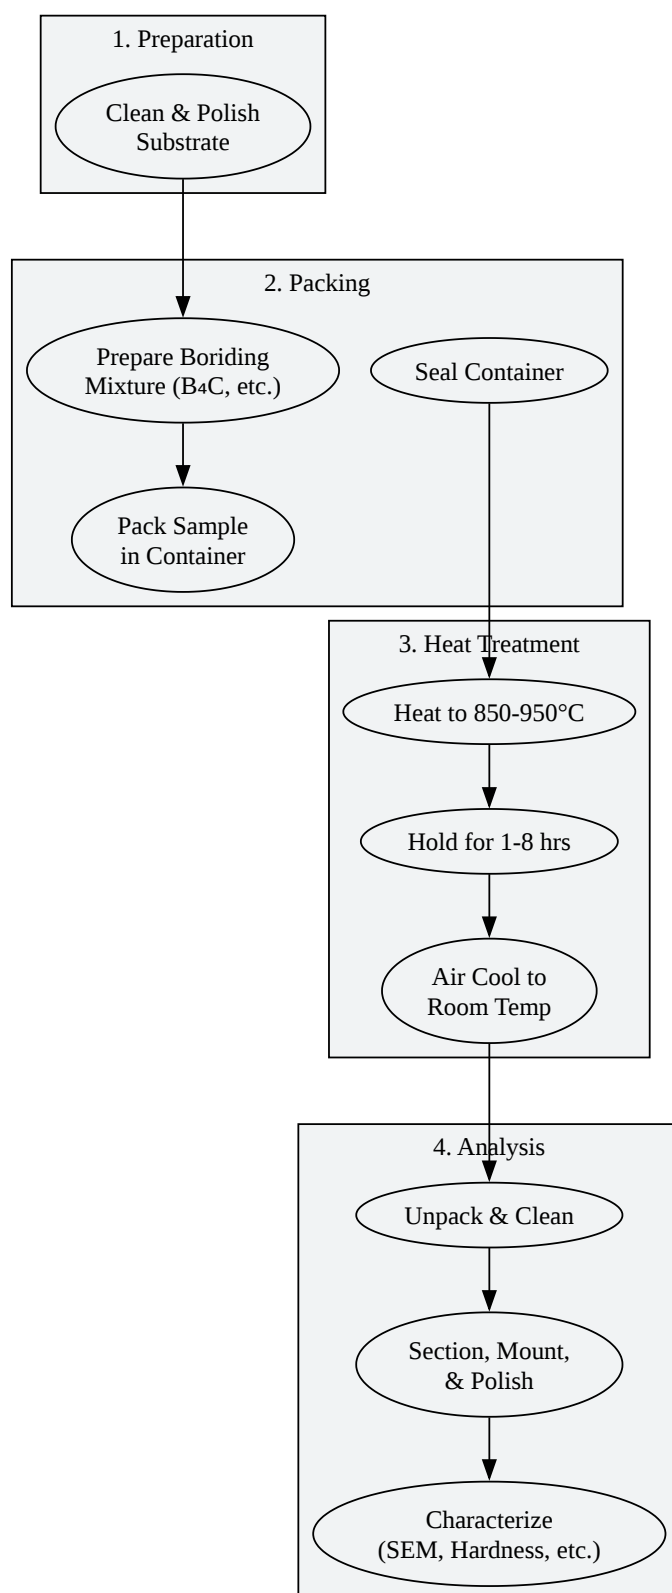 1. Preparation
Clean & Polish
Substrate
2. Packing
Prepare Boriding
Mixture (B₄C, etc.)
Seal Container
Pack Sample
in Container
3. Heat Treatment
Heat to 850-950°C
Hold for 1-8 hrs
Air Cool to
Room Temp
4. Analysis
Unpack & Clean
Section, Mount,
& Polish
Characterize
(SEM, Hardness, etc.)